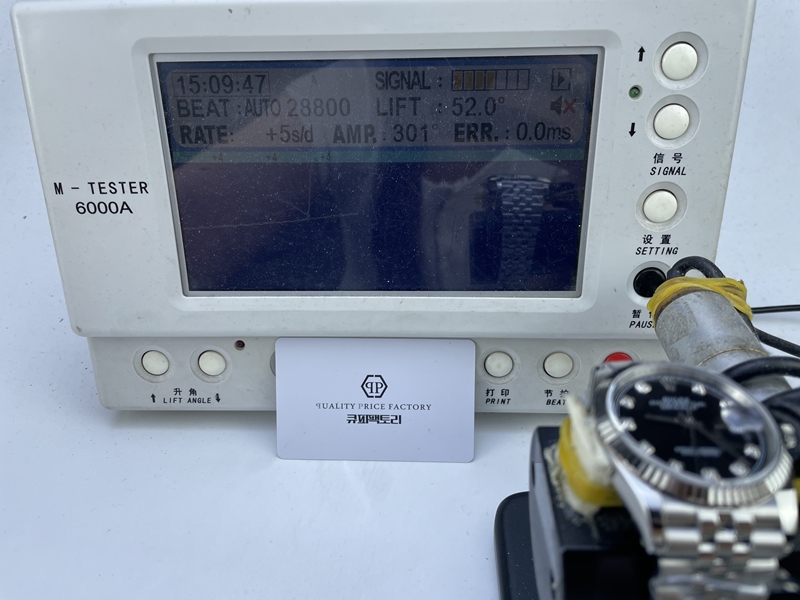 15:09:47 SIGNAL :
BEAT :AUTO 28800 LIFT : 52.0°
RATE: +5s/d AMP.: 301° ERR. : 0.0ms
M - TESTER
6000A
信号
SIGNAL
设置
SETTING
升角
LIFT ANGLE
打印
PRINT
QP
QUALITY PRICE FACTORY
큐피팩토리